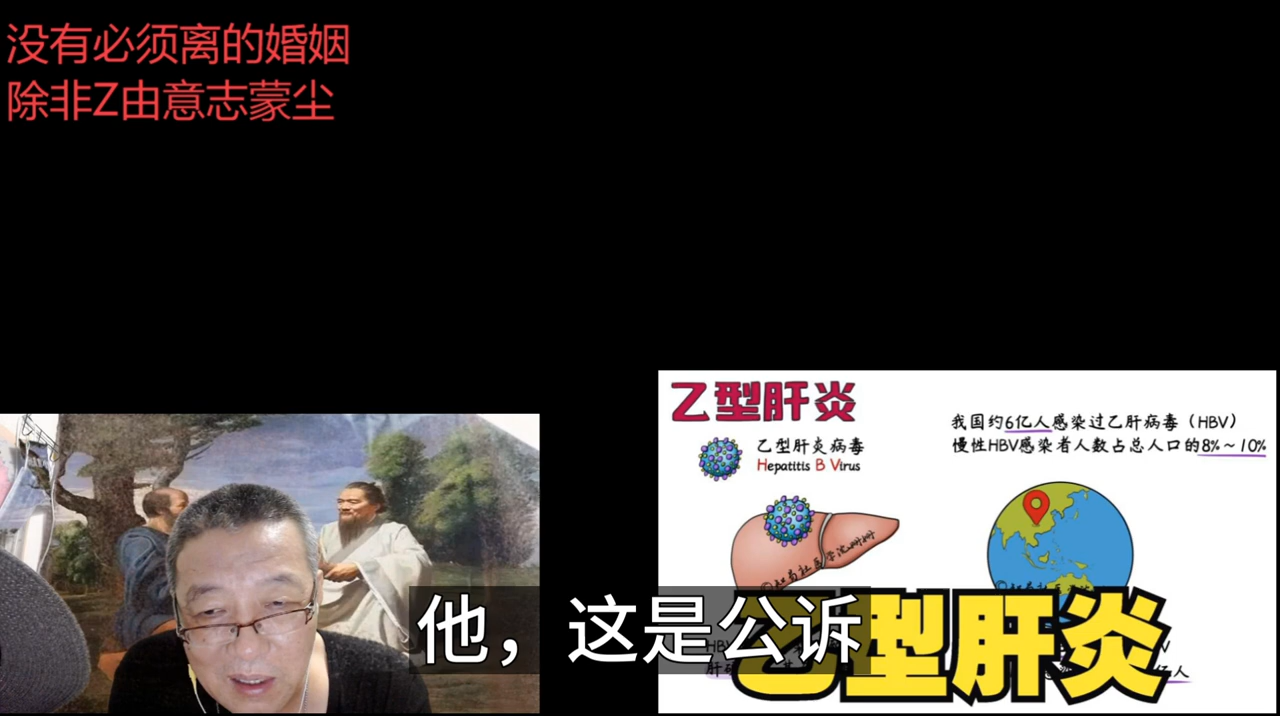 没有必须离的婚姻
除非Z由意志蒙尘
乙型肝炎
乙型肝炎病毒
Hepatitis B Virus
我国约6亿人感染过乙肝病毒（HBV）
慢性HBV感染者人数占总人口的8%～10%
他，这是公诉
乙型肝炎